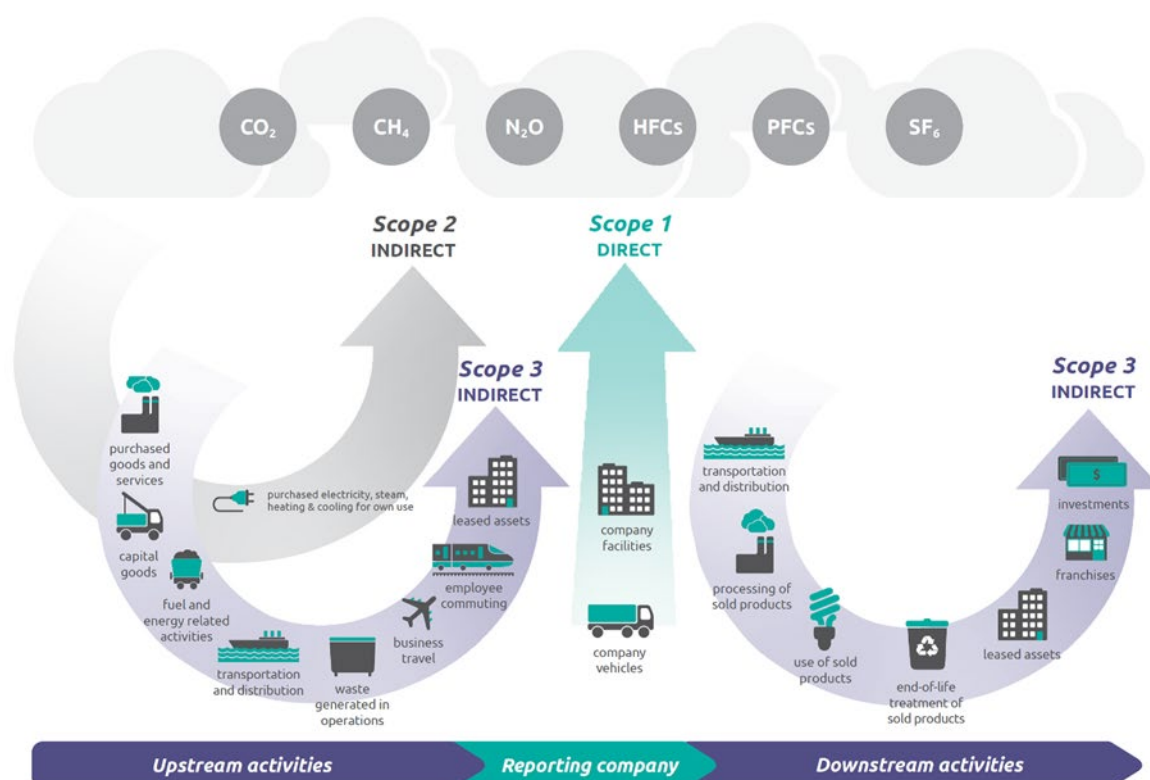 CO₂
CH₄
N₂O
HFCs
PFCs
SF₆
Scope 2
INDIRECT
Scope 1
DIRECT
Scope 3
INDIRECT
Scope 3
INDIRECT
purchased
goods and
services
capital
goods
fuel and
energy related
activities
purchased electricity, steam,
heating & cooling for own use
transportation
and distribution
waste
generated in
operations
business
travel
employee
commuting
leased assets
company
facilities
company
vehicles
transportation
and distribution
processing of
sold products
use of sold
products
end-of-life
treatment of
sold products
leased assets
franchises
$
investments
Upstream activities
Reporting company
Downstream activities